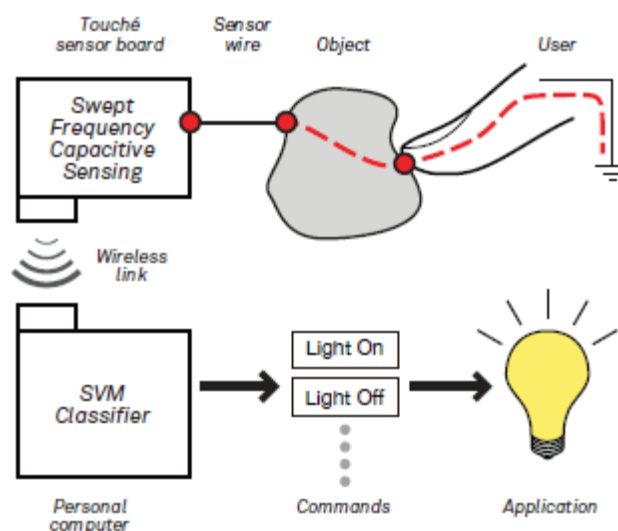 Touché
sensor board
Sensor
wire
Object
User
Swept
Frequency
Capacitive
Sensing
Wireless
link
SVM
Classifier
Light On
Light Off
Personal
computer
Commands
Application